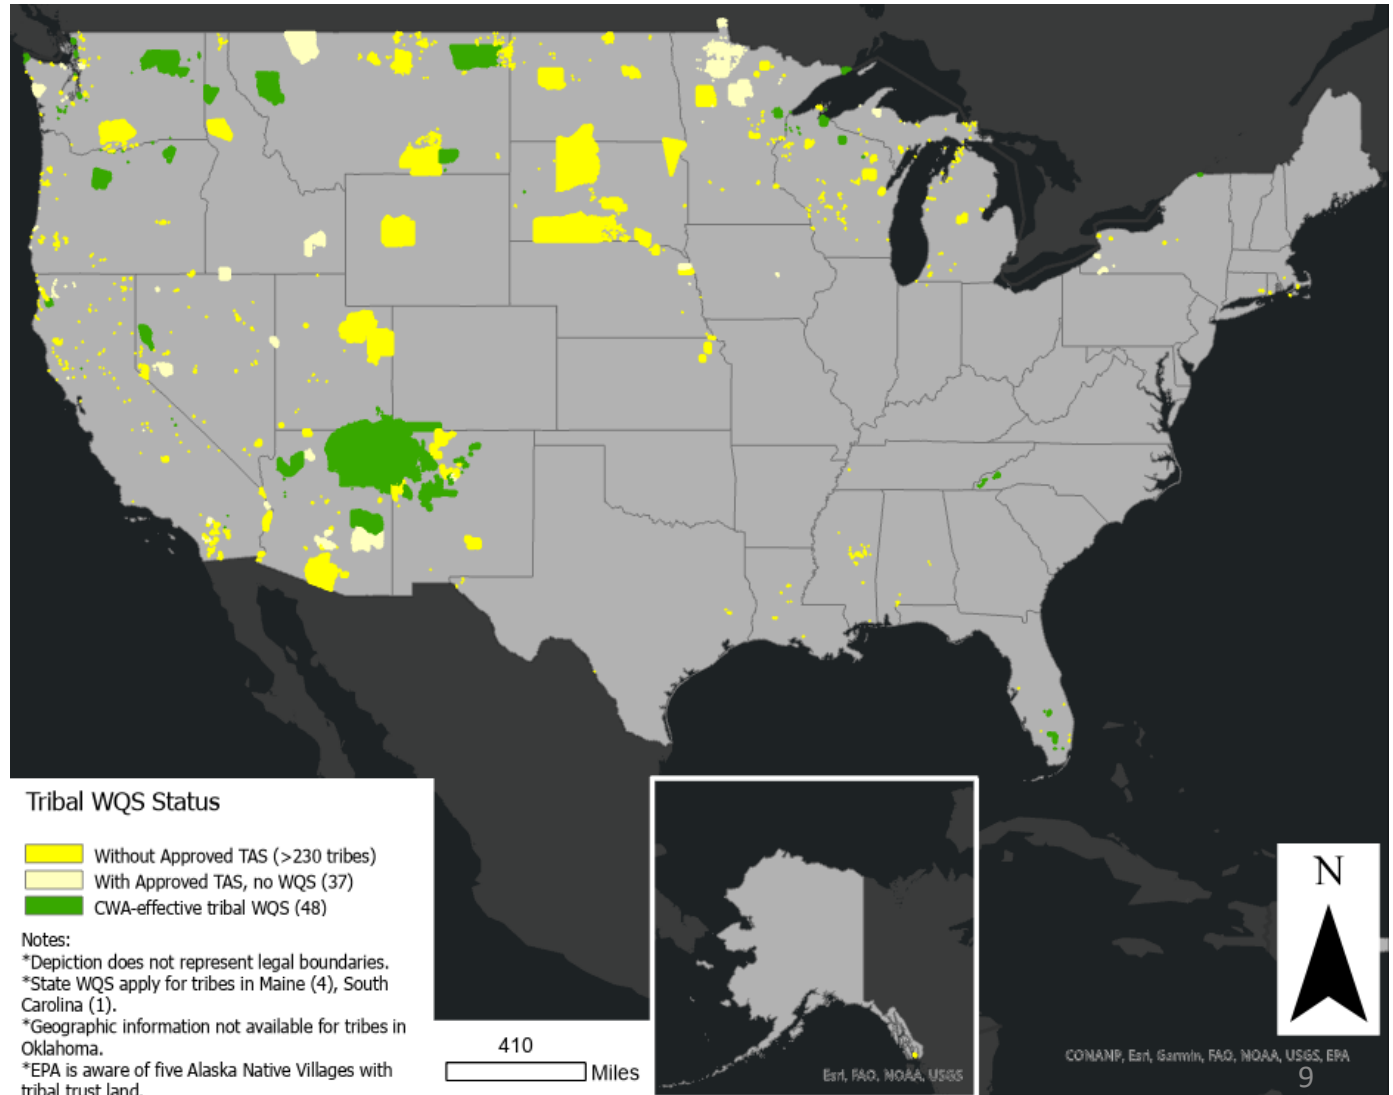 Tribal WQS Status
Without Approved TAS (>230 tribes)
With Approved TAS, no WQS (37)
CWA-effective tribal WQS (48)
Notes:
*Depiction does not represent legal boundaries.
*State WQS apply for tribes in Maine (4), South
Carolina (1).
*Geographic information not available for tribes in
Oklahoma.
*EPA is aware of five Alaska Native Villages with
tribal trust land.
410
Miles
Esri, FAO, NOAA, USGS
N
CONANP, Esri, Garmin, FAO, NOAA, USGS, EPA
9